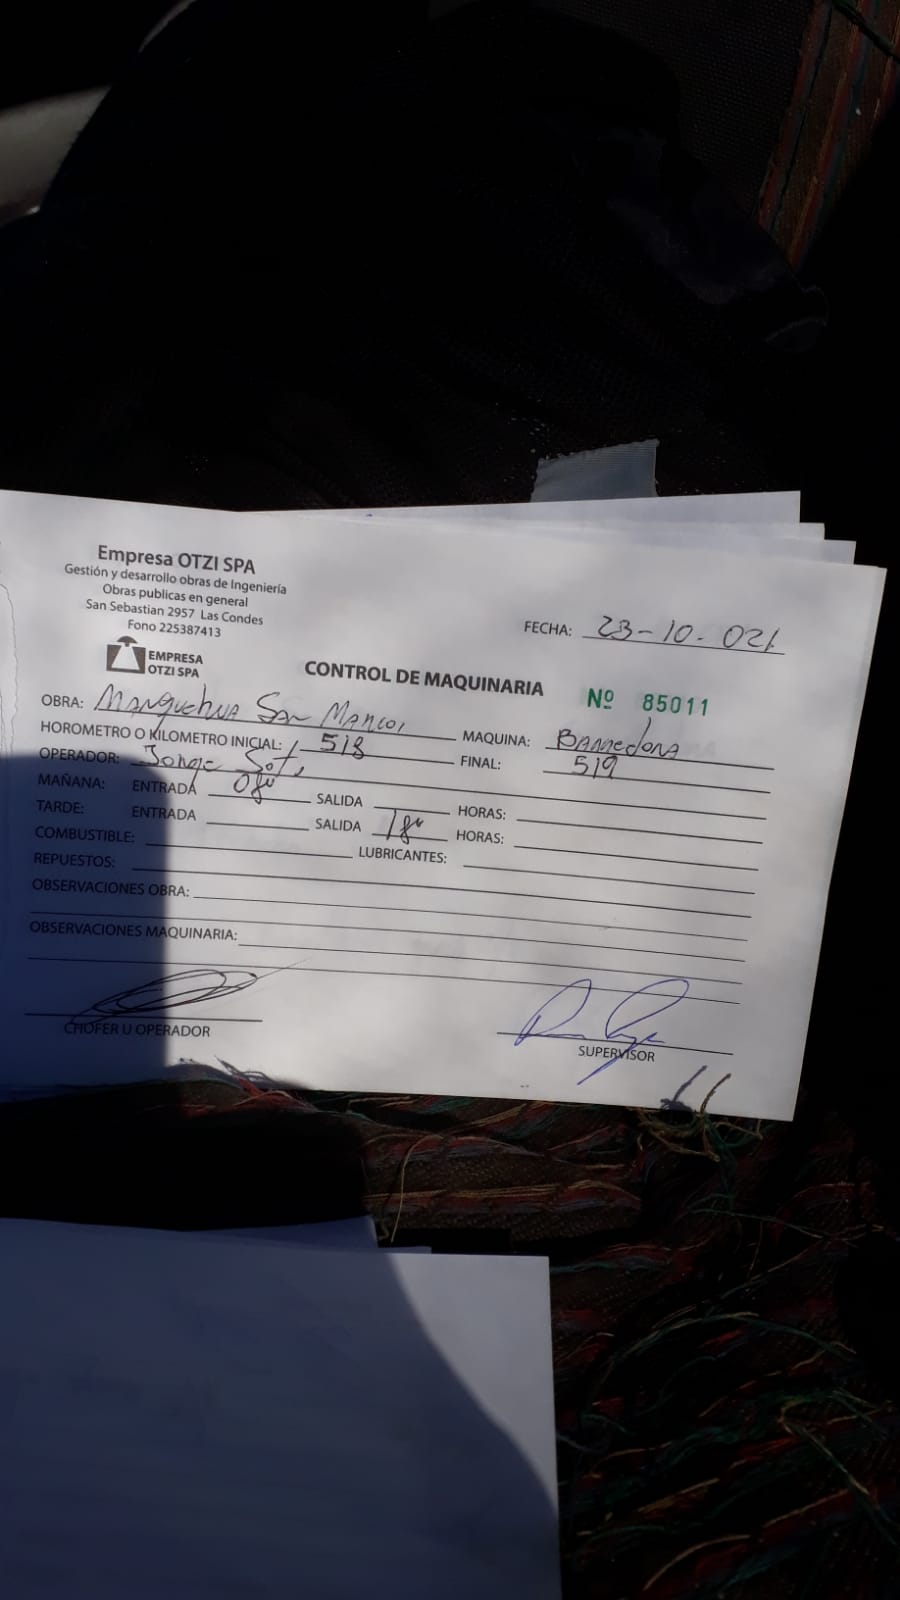 Empresa OTZI SPA
Gestión y desarrollo obras de Ingeniería
Obras publicas en general
San Sebastian 2957 Las Condes
Fono 225387413
EMPRESA
OTZI SPA
FECHA: 23-10-021
CONTROL DE MAQUINARIA
Nº 85011
OBRA: Manquehua San Marcos
MAQUINA: Barredora
HOROMETRO O KILOMETRO INICIAL: 518
FINAL: 519
OPERADOR: Jorge Soto
MAÑANA: ENTRADA 08 SALIDA HORAS:
TARDE: ENTRADA SALIDA 18 HORAS:
COMBUSTIBLE: LUBRICANTES:
REPUESTOS:
OBSERVACIONES OBRA:
OBSERVACIONES MAQUINARIA:
CHOFER U OPERADOR
SUPERVISOR